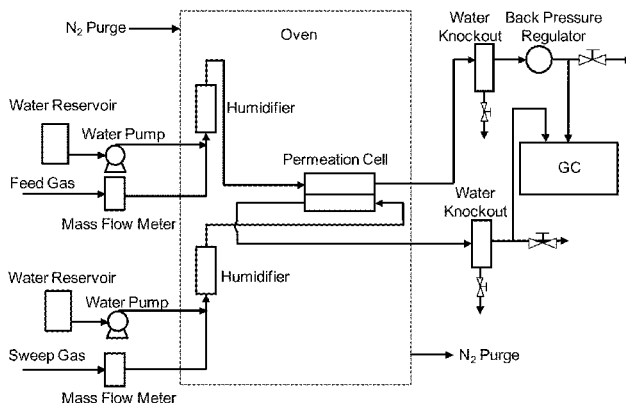 N₂ Purge
Oven
Water
Knockout
Back Pressure
Regulator
Water Reservoir
Humidifier
Water Pump
Permeation Cell
GC
Feed Gas
Mass Flow Meter
Water
Knockout
Water Reservoir
Humidifier
Water Pump
Sweep Gas
N₂ Purge
Mass Flow Meter